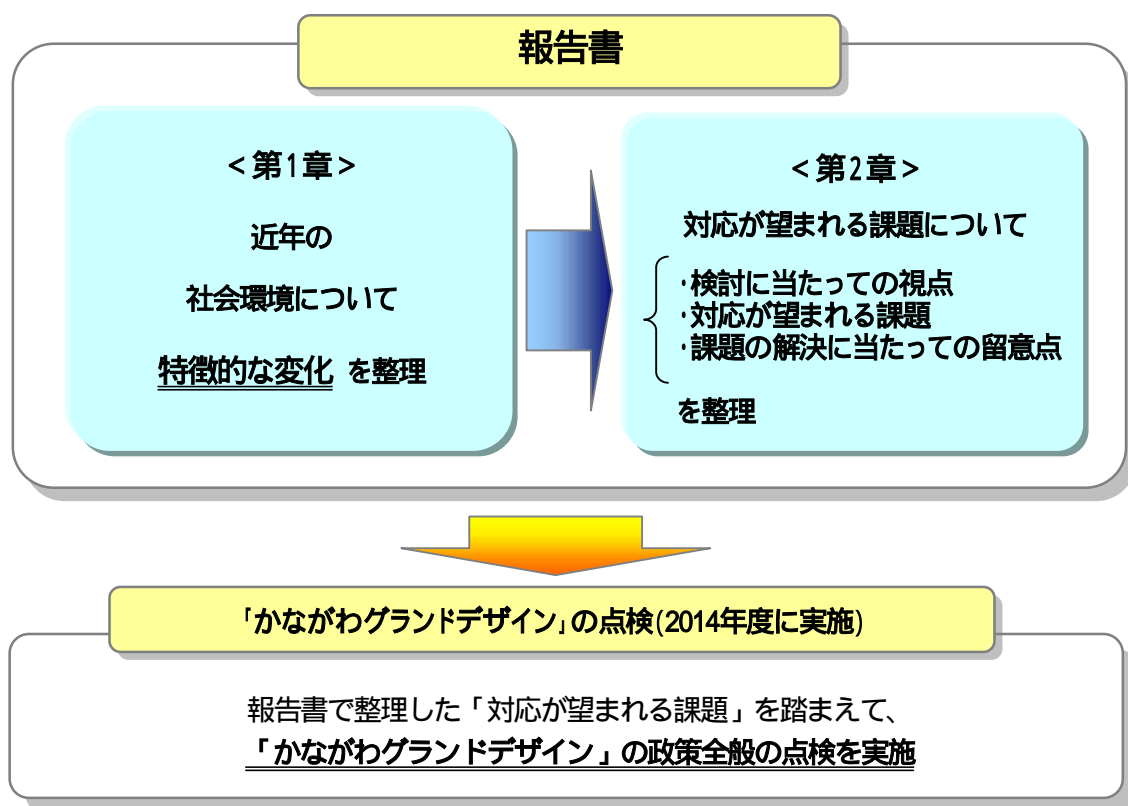 報告書
<第1章>
近年の
社会環境について
特徴的な変化 を整理
<第2章>
対応が望まれる課題について
・検討に当たっての視点
・対応が望まれる課題
・課題の解決に当たっての留意点
を整理
「かながわグランドデザイン」の点検(2014年度に実施)
報告書で整理した「対応が望まれる課題」を踏まえて、
「かながわグランドデザイン」の政策全般の点検を実施